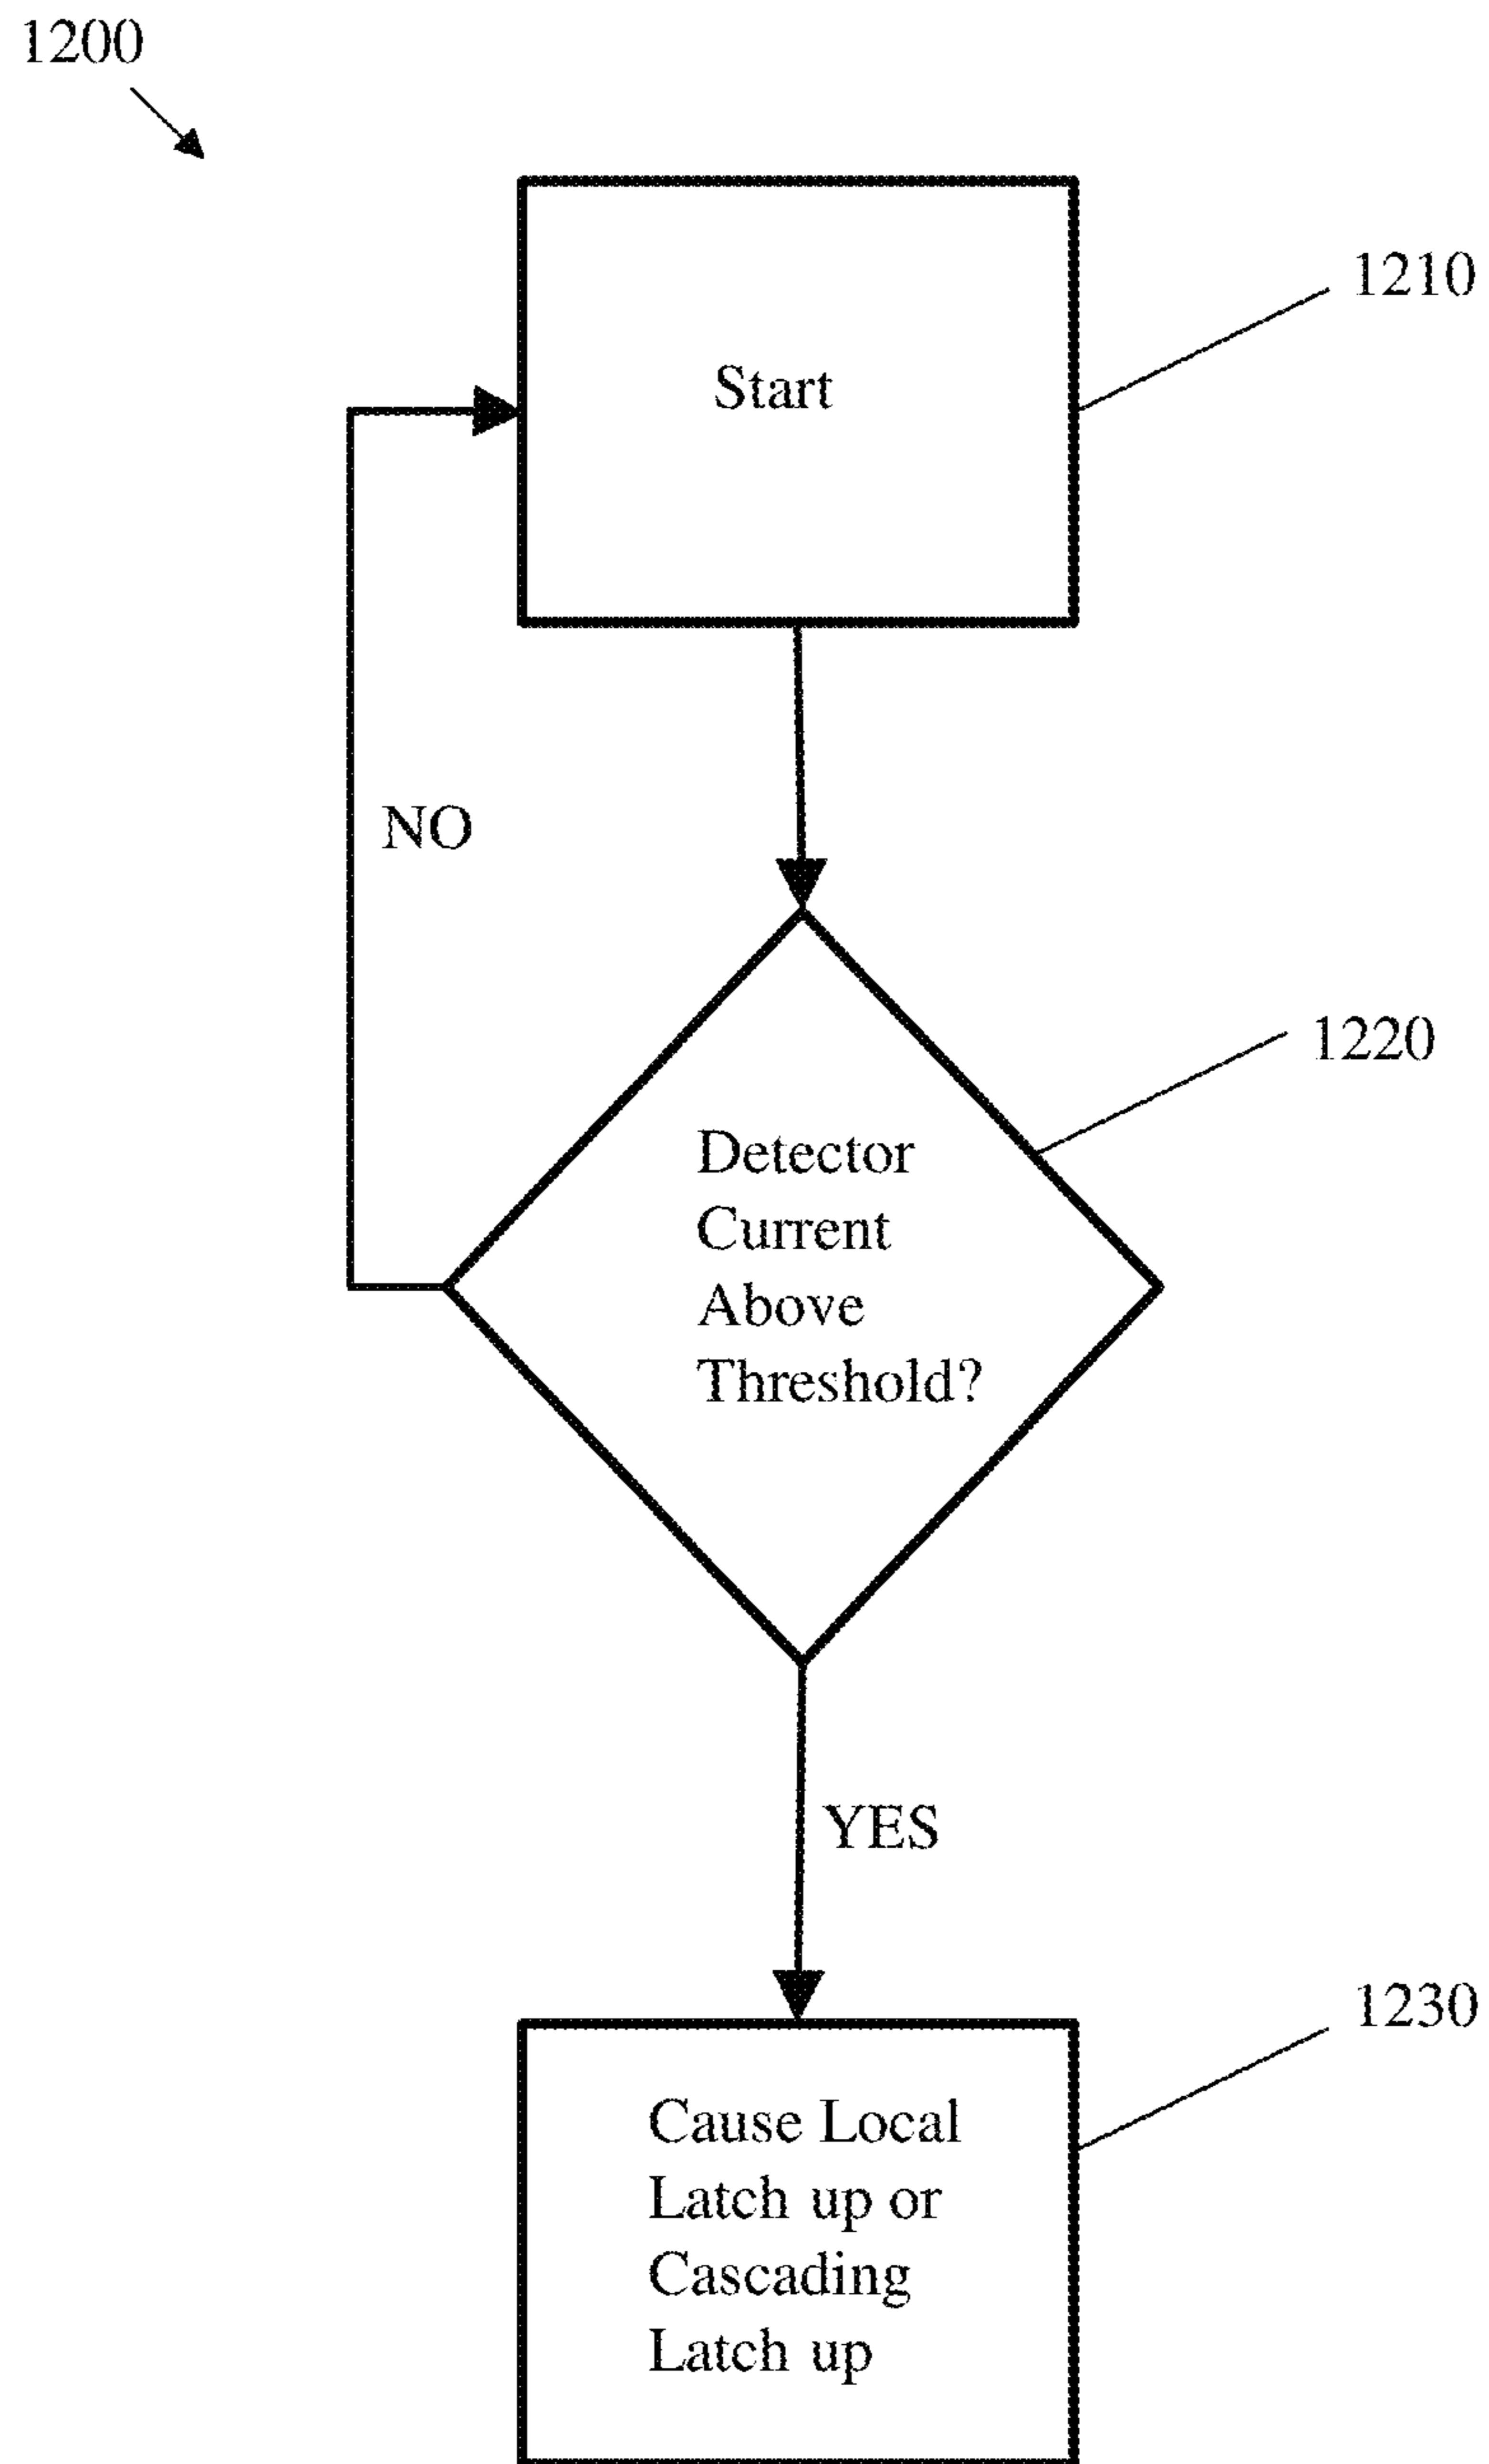 1200
1210
Start
NO
1220
Detector
Current
Above
Threshold?
YES
1230
Cause Local
Latch up or
Cascading
Latch up